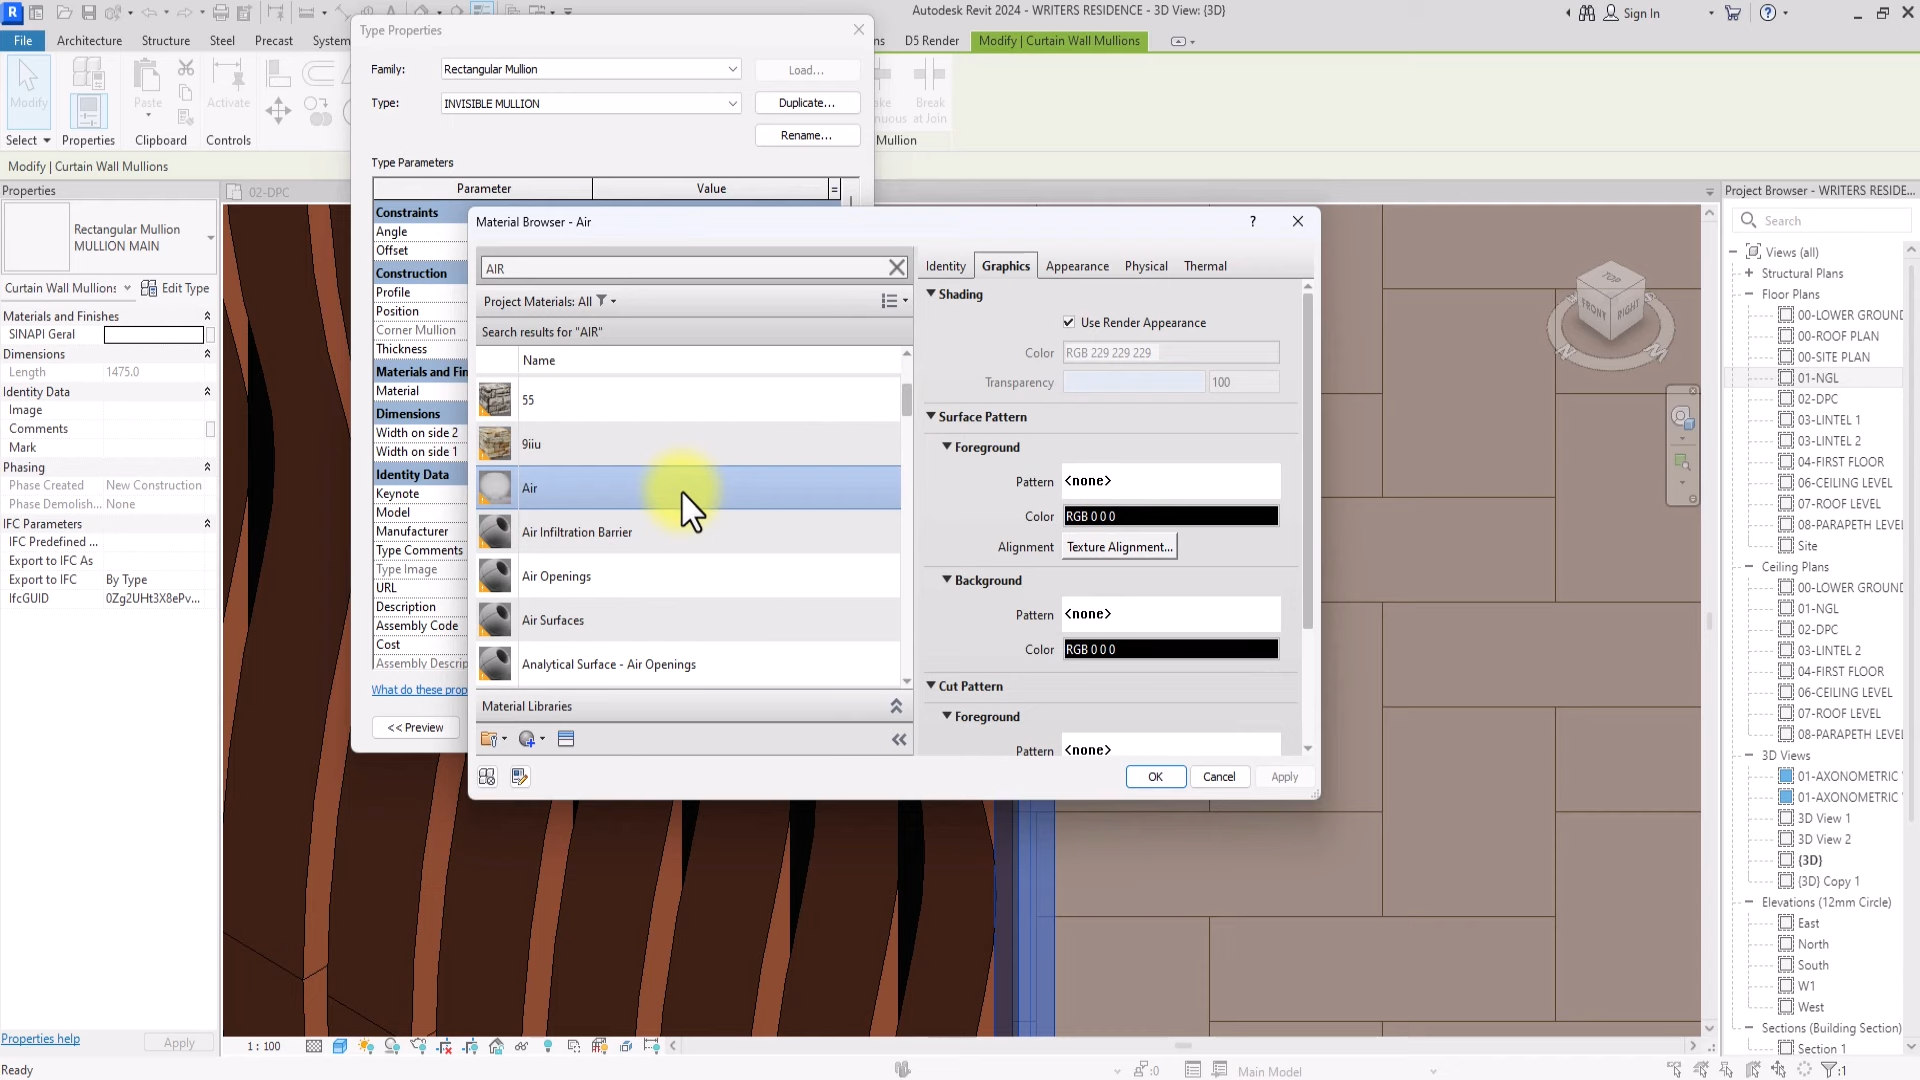 Autodesk Revit 2024 - WRITERS RESIDENCE - 3D View: {3D}
Sign In
File
Architecture
Structure
Steel
Precast
System
D5 Render
Modify | Curtain Wall Mullions
Modify
Paste
Activate
Break
at Join
Select
Properties
Clipboard
Controls
Mullion
Modify | Curtain Wall Mullions
Properties
02-DPC
Rectangular Mullion
MULLION MAIN
Curtain Wall Mullions
Edit Type
Materials and Finishes
SINAPI Geral
Dimensions
Length
1475.0
Identity Data
Image
Comments
Mark
Phasing
Phase Created
New Construction
Phase Demolish...
None
IFC Parameters
IFC Predefined ...
Export to IFC As
Export to IFC
By Type
IfcGUID
0Zg2UHt3X8ePv...
Properties help
Apply
Type Properties
Family:
Rectangular Mullion
Load...
Type:
INVISIBLE MULLION
Duplicate...
Rename...
Type Parameters
Parameter
Value
=
Constraints
Angle
Offset
Construction
Profile
Position
Corner Mullion
Thickness
Materials and Fin
Material
Dimensions
Width on side 2
Width on side 1
Identity Data
Keynote
Model
Manufacturer
Type Comments
Type Image
URL
Description
Assembly Code
Cost
Assembly Descrip
What do these prop
<< Preview
Material Browser - Air
?
AIR
Project Materials: All
Search results for "AIR"
Name
55
9iiu
Air
Air Infiltration Barrier
Air Openings
Air Surfaces
Analytical Surface - Air Openings
Material Libraries
Identity
Graphics
Appearance
Physical
Thermal
Shading
Use Render Appearance
Color
RGB 229 229 229
Transparency
100
Surface Pattern
Foreground
Pattern
<none>
Color
RGB 0 0 0
Alignment
Texture Alignment...
Background
Pattern
<none>
Color
RGB 0 0 0
Cut Pattern
Foreground
Pattern
<none>
OK
Cancel
Apply
TOP
FRONT
RIGHT
Project Browser - WRITERS RESIDE...
Search
Views (all)
Structural Plans
Floor Plans
00-LOWER GROUND
00-ROOF PLAN
00-SITE PLAN
01-NGL
02-DPC
03-LINTEL 1
03-LINTEL 2
04-FIRST FLOOR
06-CEILING LEVEL
07-ROOF LEVEL
08-PARAPETH LEVEL
Site
Ceiling Plans
00-LOWER GROUND
01-NGL
02-DPC
03-LINTEL 2
04-FIRST FLOOR
06-CEILING LEVEL
07-ROOF LEVEL
08-PARAPETH LEVEL
3D Views
01-AXONOMETRIC
01-AXONOMETRIC
3D View 1
3D View 2
{3D}
{3D} Copy 1
Elevations (12mm Circle)
East
North
South
W1
West
Sections (Building Section)
Section 1
1 : 100
Ready
:0
Main Model
:1